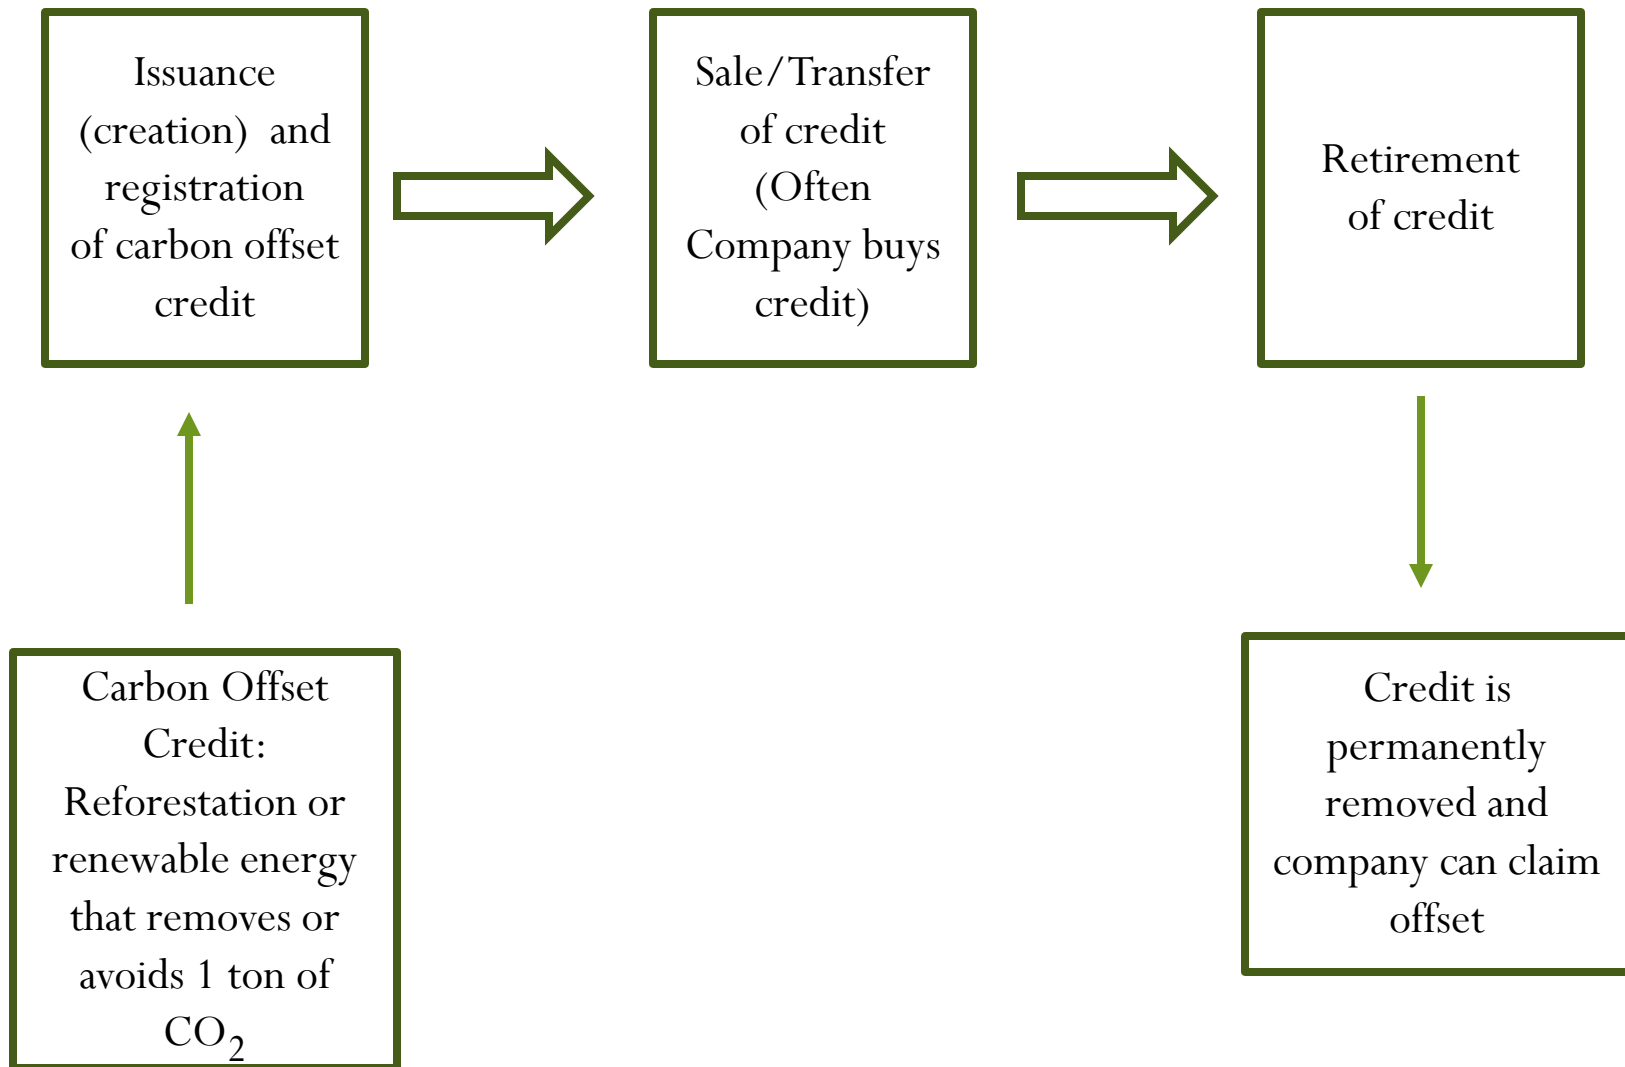 Issuance
(creation) and
registration
of carbon offset
credit
Sale/Transfer
of credit
(Often
Company buys
credit)
Retirement
of credit
Carbon Offset
Credit:
Reforestation or
renewable energy
that removes or
avoids 1 ton of
CO₂
Credit is
permanently
removed and
company can claim
offset